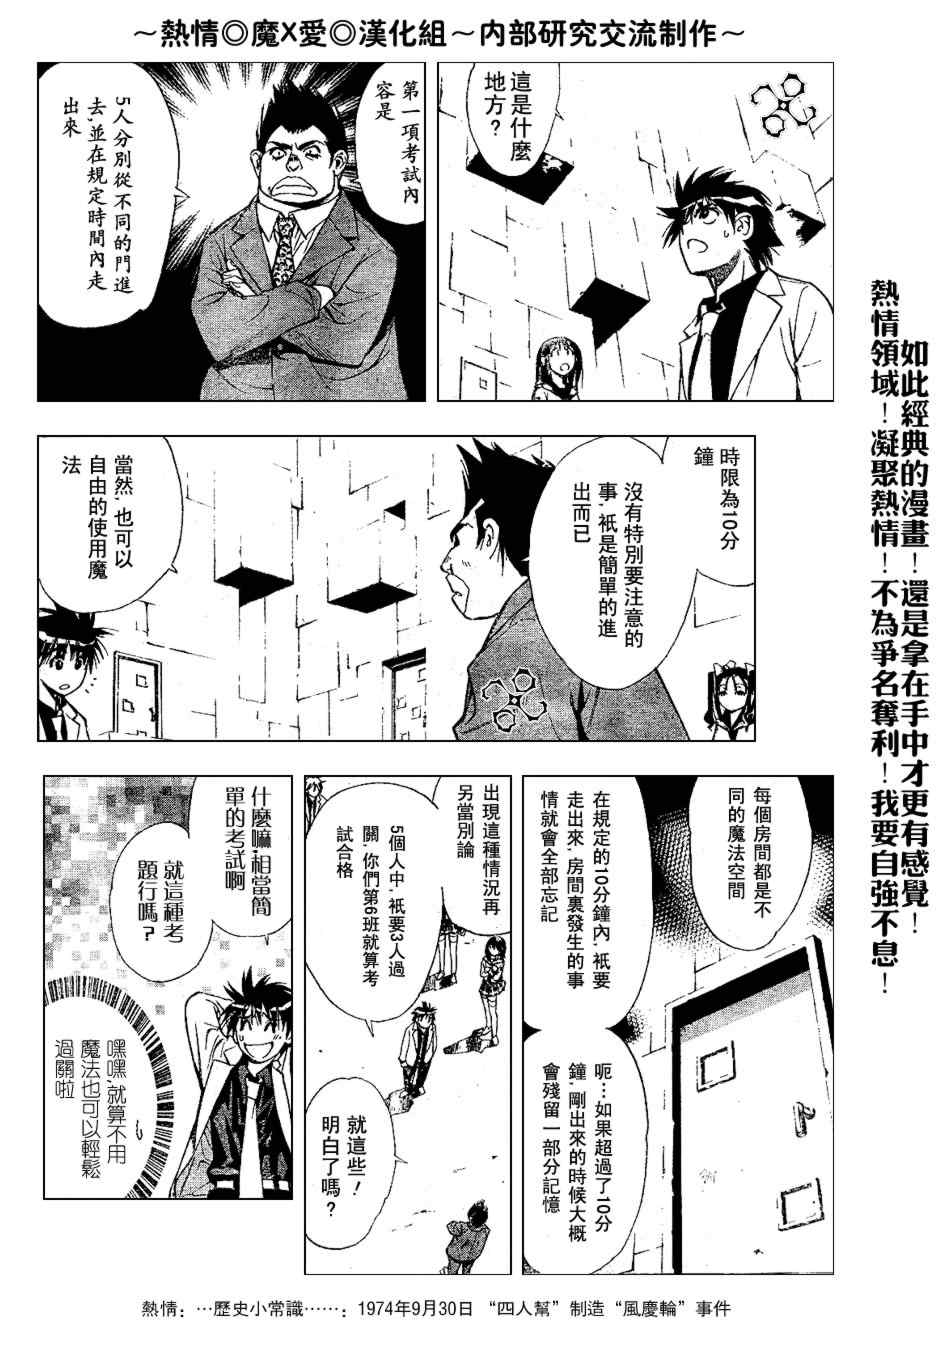 ～熱情◎魔X愛◎漢化組～内部研究交流制作～
這是什麼
地方？
第一項考試內
容是
5人分別從不同的門進
去,並在規定時間內走
出來
時限為10分
鐘
沒有特別要注意的
事,衹是簡單的進
出而已
當然,也可以
自由的使用魔
法
每個房間都是不
同的魔法空間
在規定的10分鐘內,衹要
走出來,房間裏發生的事
情就會全部忘記
呃…如果超過了10分
鐘,剛出來的時候大概
會殘留一部分記憶
出現這種情況再
另當別論
5個人中,衹要3人過
關,你們第6班就算考
試合格
就這些！
明白了嗎？
什麼嘛,相當簡
單的考試啊
就這種考
題行嗎？
嘿嘿,就算不用
魔法也可以輕鬆
過關啦
如此經典的漫畫！還是拿在手中才更有感覺！
熱情領域！凝聚熱情！不為爭名奪利！我要自強不息！
熱情：…歷史小常識……：1974年9月30日 “四人幫”制造“風慶輪”事件